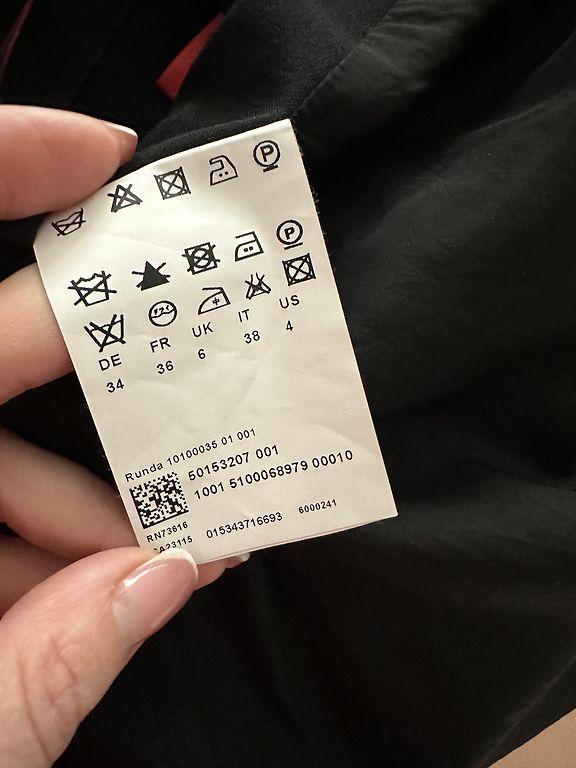 P
P
DE FR UK IT US
34 36 6 38 4
Runda 10100035 01 001
50153207 001
1001 5100068979 00010
RN73616
CA23115 015343716693 6000241